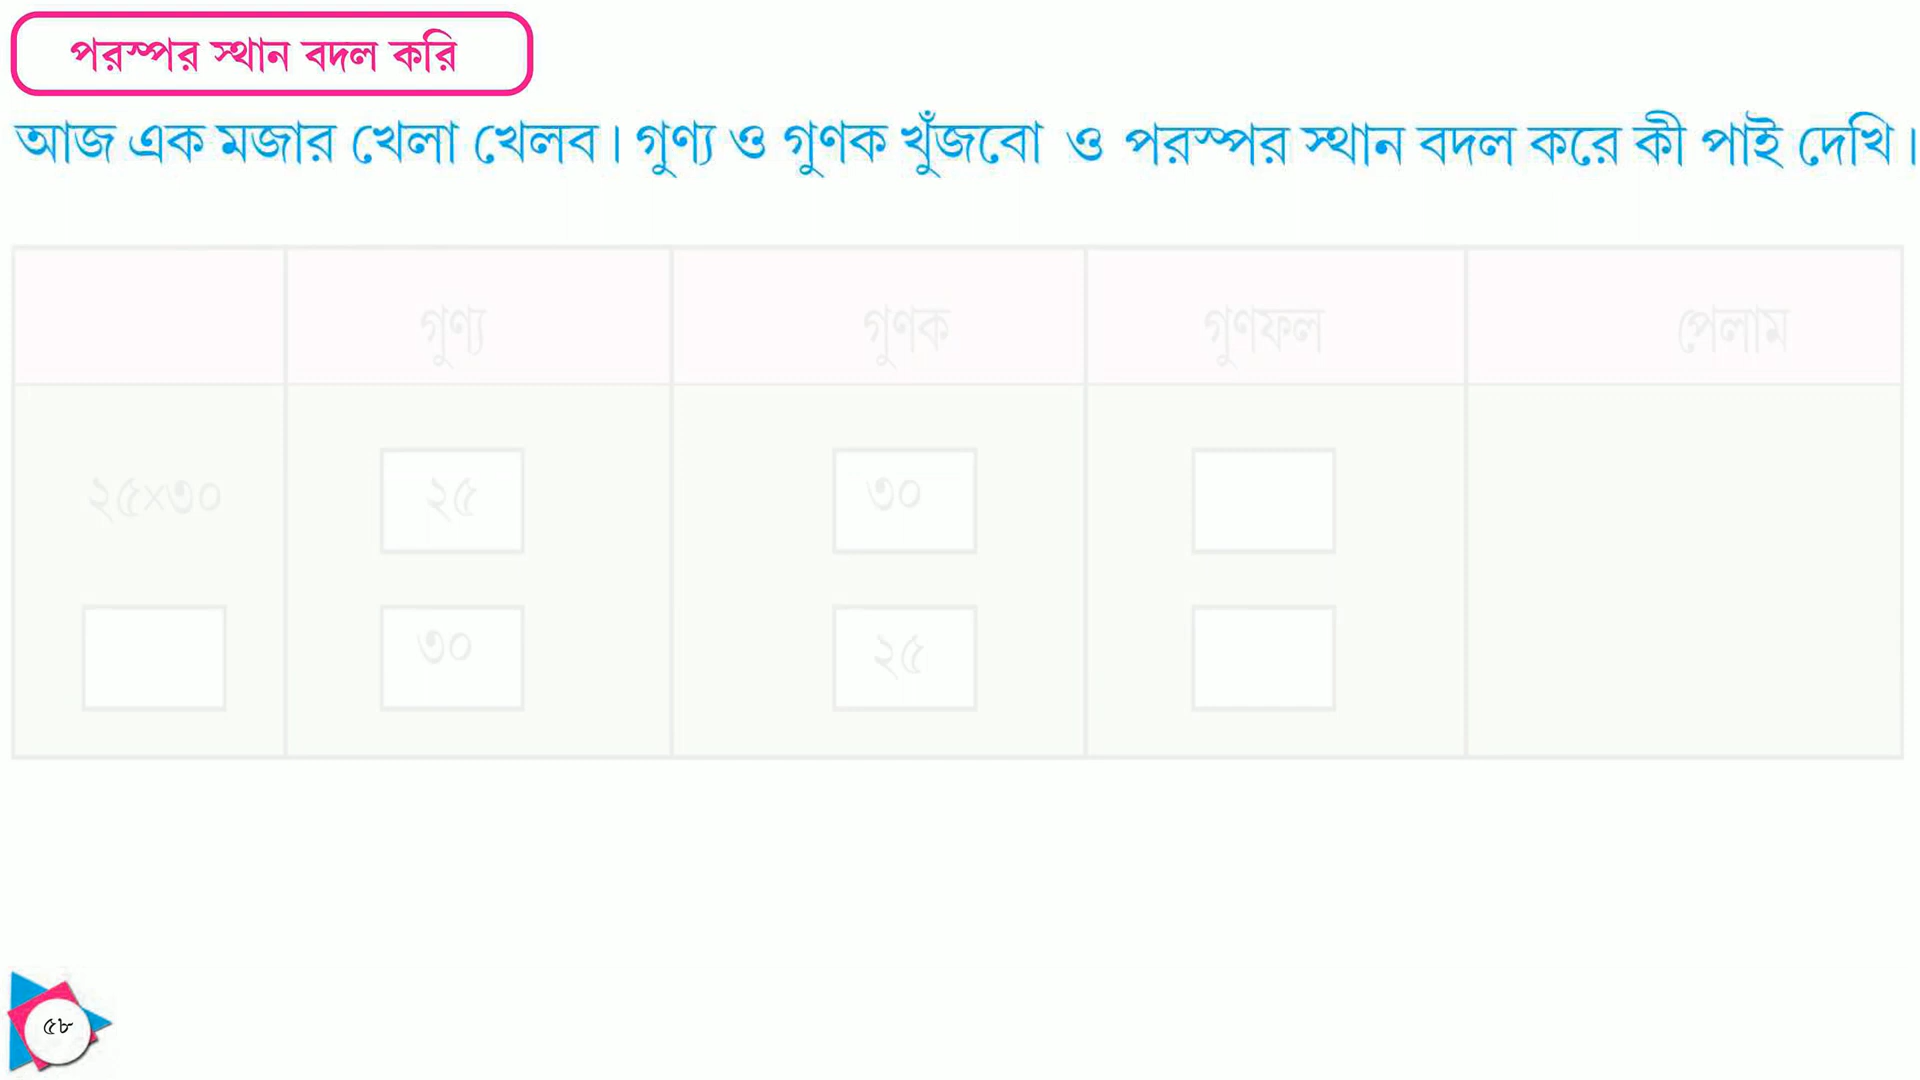 পরস্পর স্থান বদল করি
আজ এক মজার খেলা খেলব। গুণ্য ও গুণক খুঁজবো ও পরস্পর স্থান বদল করে কী পাই দেখি।
গুণ্য গুণক গুণফল পেলাম
২৫×৩০ ২৫ ৩০
৩০ ২৫
৫৮